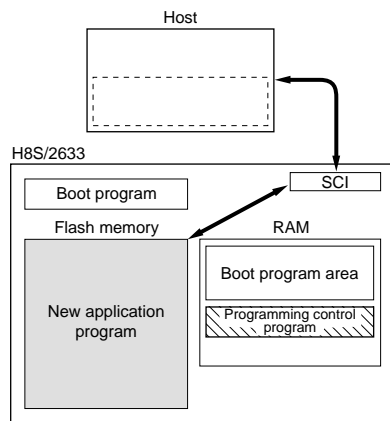 Host
H8S/2633
SCI
Boot program
Flash memory
RAM
New application
program
Boot program area
Programming control
program